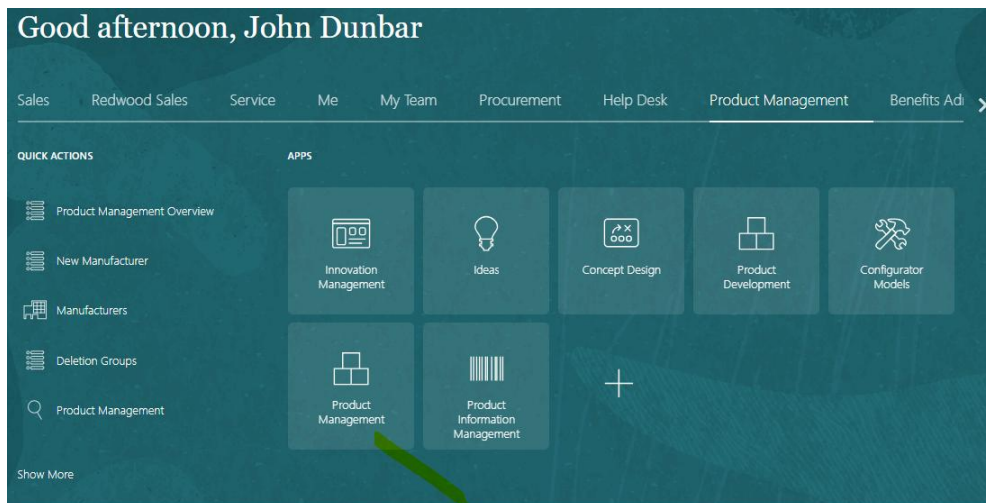 Good afternoon, John Dunbar
Sales Redwood Sales Service Me My Team Procurement Help Desk Product Management Benefits Adı
QUICK ACTIONS
APPS
Product Management Overview
New Manufacturer
Manufacturers
Deletion Groups
Product Management
Show More
Innovation
Management
Ideas
Concept Design
Product
Development
Configurator
Models
Product
Management
Product
Information
Management